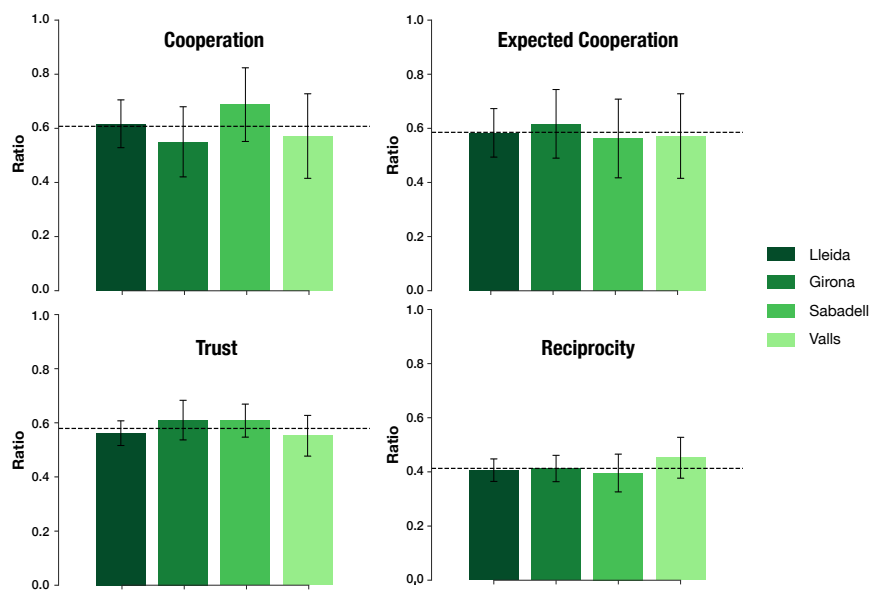 Cooperation
Ratio
1.0
0.8
0.6
0.4
0.2
0.0
Expected Cooperation
Ratio
1.0
0.8
0.6
0.4
0.2
0.0
Lleida
Girona
Sabadell
Valls
Trust
Ratio
1.0
0.8
0.6
0.4
0.2
0.0
Reciprocity
Ratio
1.0
0.8
0.6
0.4
0.2
0,0